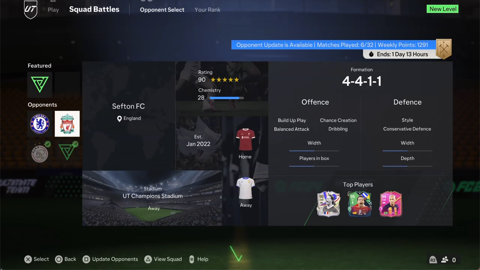 UT
Play
Squad Battles
Opponent Select
Your Rank
New Level
Opponent Update is Available | Matches Played: 6/32 | Weekly Points: 1291
Ends: 1 Day 13 Hours
Featured
Opponents
Sefton FC
England
Rating
90
Chemistry
28
Est.
Jan 2022
Home
Away
Stadium
UT Champions Stadium
Away
Formation
4-4-1-1
Offence
Defence
Build Up Play
Balanced Attack
Chance Creation
Dribbling
Style
Conservative Defence
Width
Width
Players in box
Depth
Top Players
Select
Back
Update Opponents
View Squad
Help
0